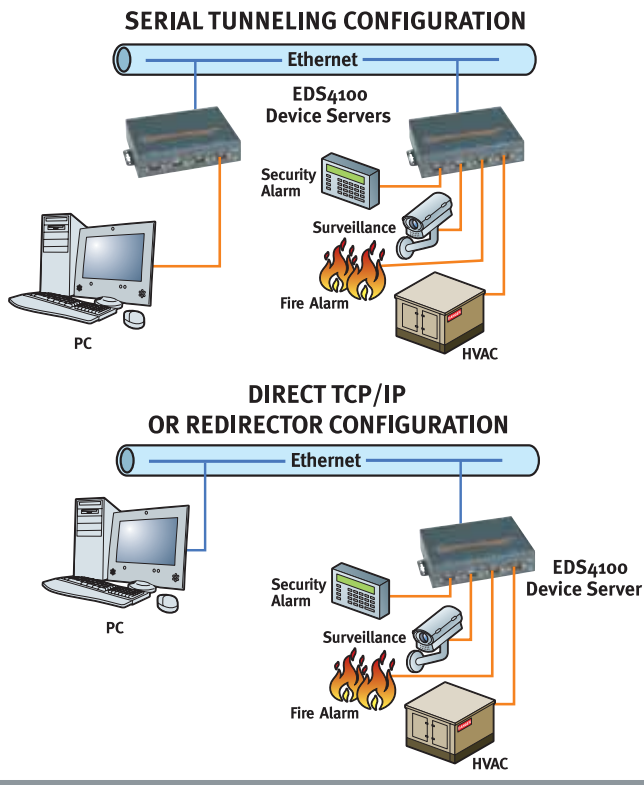 SERIAL TUNNELING CONFIGURATION
Ethernet
EDS4100
Device Servers
Security
Alarm
Surveillance
Fire Alarm
PC
HVAC
DIRECT TCP/IP
OR REDIRECTOR CONFIGURATION
Ethernet
EDS4100
Device Server
Security
Alarm
PC
Surveillance
Fire Alarm
HVAC